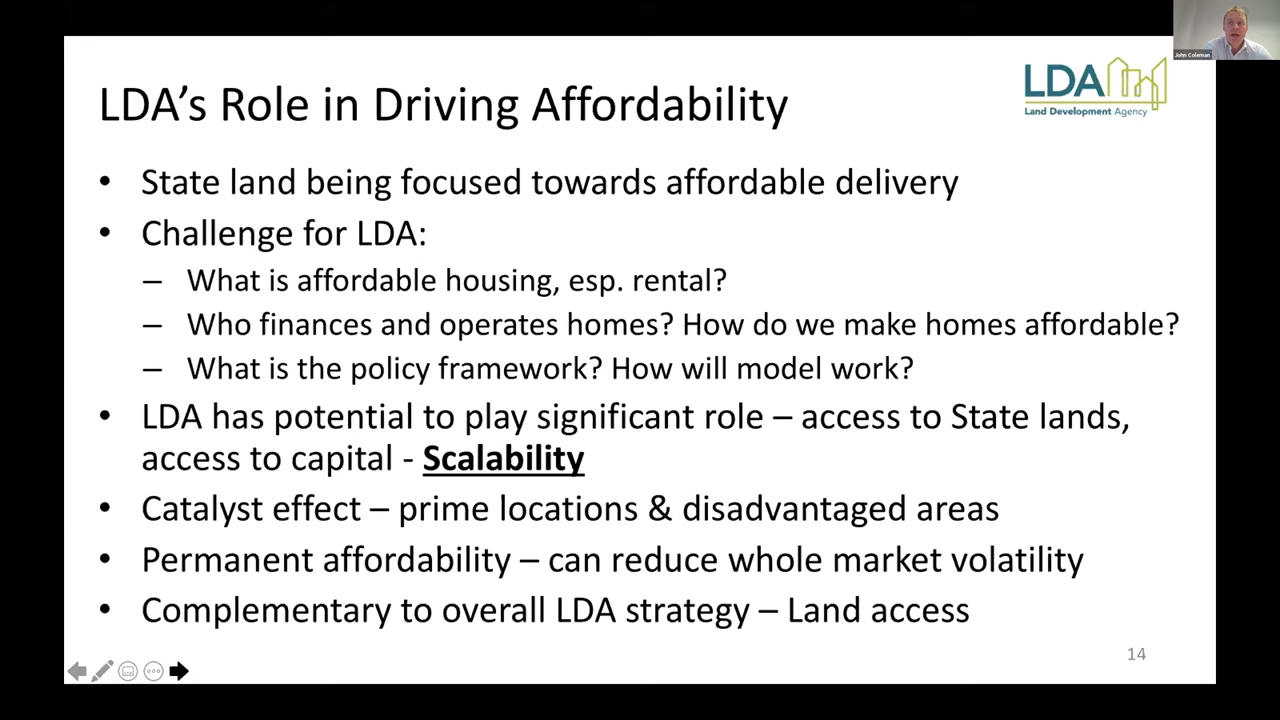 John Coleman
LDA
Land Development Agency
LDA's Role in Driving Affordability
• State land being focused towards affordable delivery
• Challenge for LDA:
– What is affordable housing, esp. rental?
– Who finances and operates homes? How do we make homes affordable?
– What is the policy framework? How will model work?
• LDA has potential to play significant role – access to State lands,
access to capital - Scalability
• Catalyst effect – prime locations & disadvantaged areas
• Permanent affordability – can reduce whole market volatility
• Complementary to overall LDA strategy – Land access
14